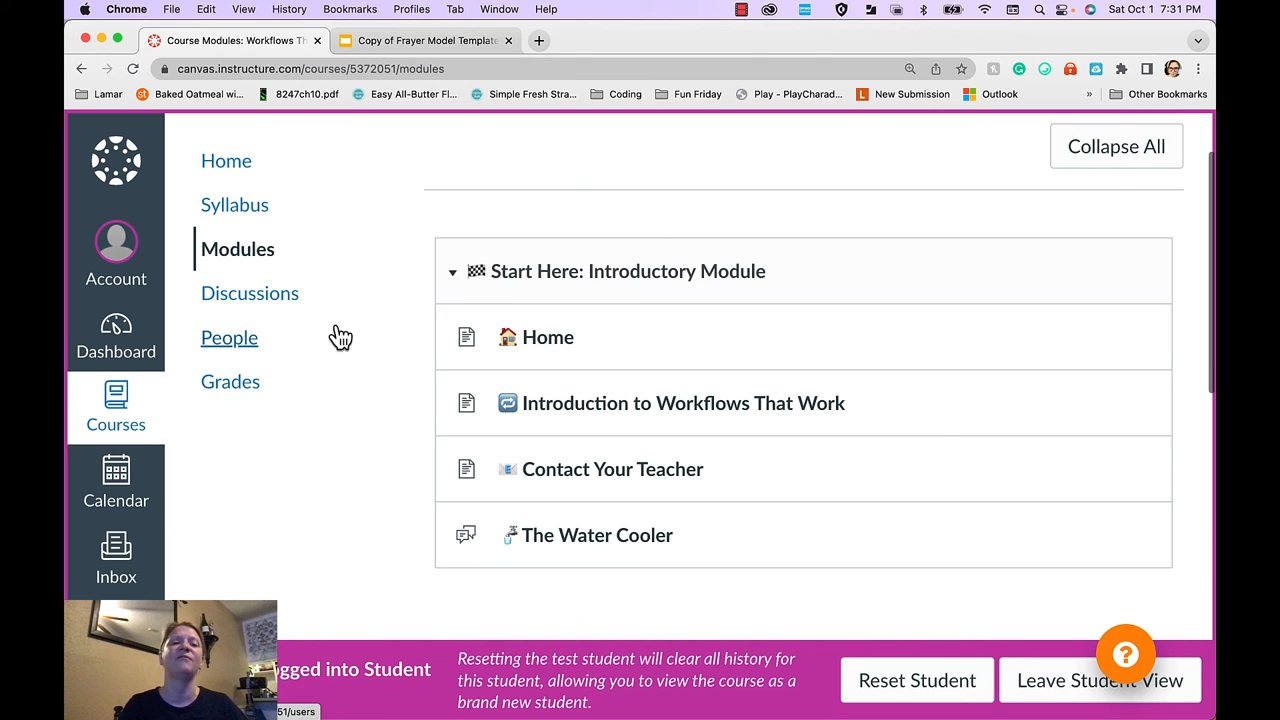 Chrome File Edit View History Bookmarks Profiles Tab Window Help Sat Oct 1 7:31 PM
Course Modules: Workflows Th Copy of Frayer Model Template
canvas.instructure.com/courses/5372051/modules
Lamar Baked Oatmeal wi... 8247ch10.pdf Easy All-Butter Fl... Simple Fresh Stra... Coding Fun Friday Play - PlayCharad... New Submission Outlook » Other Bookmarks
Home
Syllabus
Modules
Discussions
People
Grades
Account
Dashboard
Courses
Calendar
Inbox
Collapse All
Start Here: Introductory Module
Home
Introduction to Workflows That Work
Contact Your Teacher
The Water Cooler
gged into Student
Resetting the test student will clear all history for
this student, allowing you to view the course as a
brand new student.
Reset Student
Leave Student View
51/users